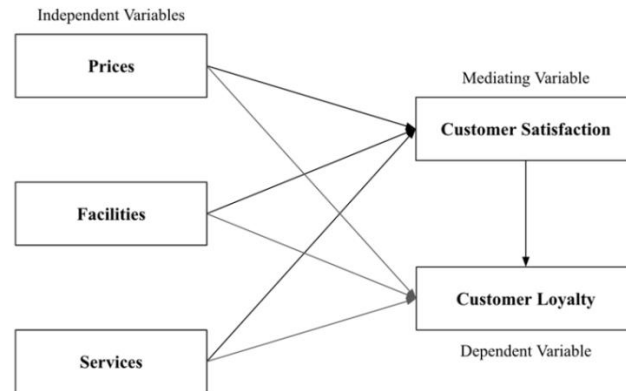 Independent Variables
Prices
Mediating Variable
Customer Satisfaction
Facilities
Customer Loyalty
Services
Dependent Variable